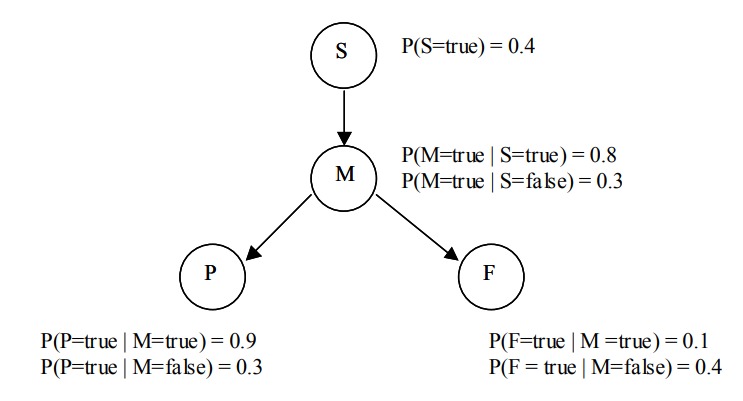 S
P(S=true) = 0.4
M
P(M=true | S=true) = 0.8
P(M=true | S=false) = 0.3
P
F
P(P=true | M=true) = 0.9
P(P=true | M=false) = 0.3
P(F=true | M =true) = 0.1
P(F = true | M=false) = 0.4